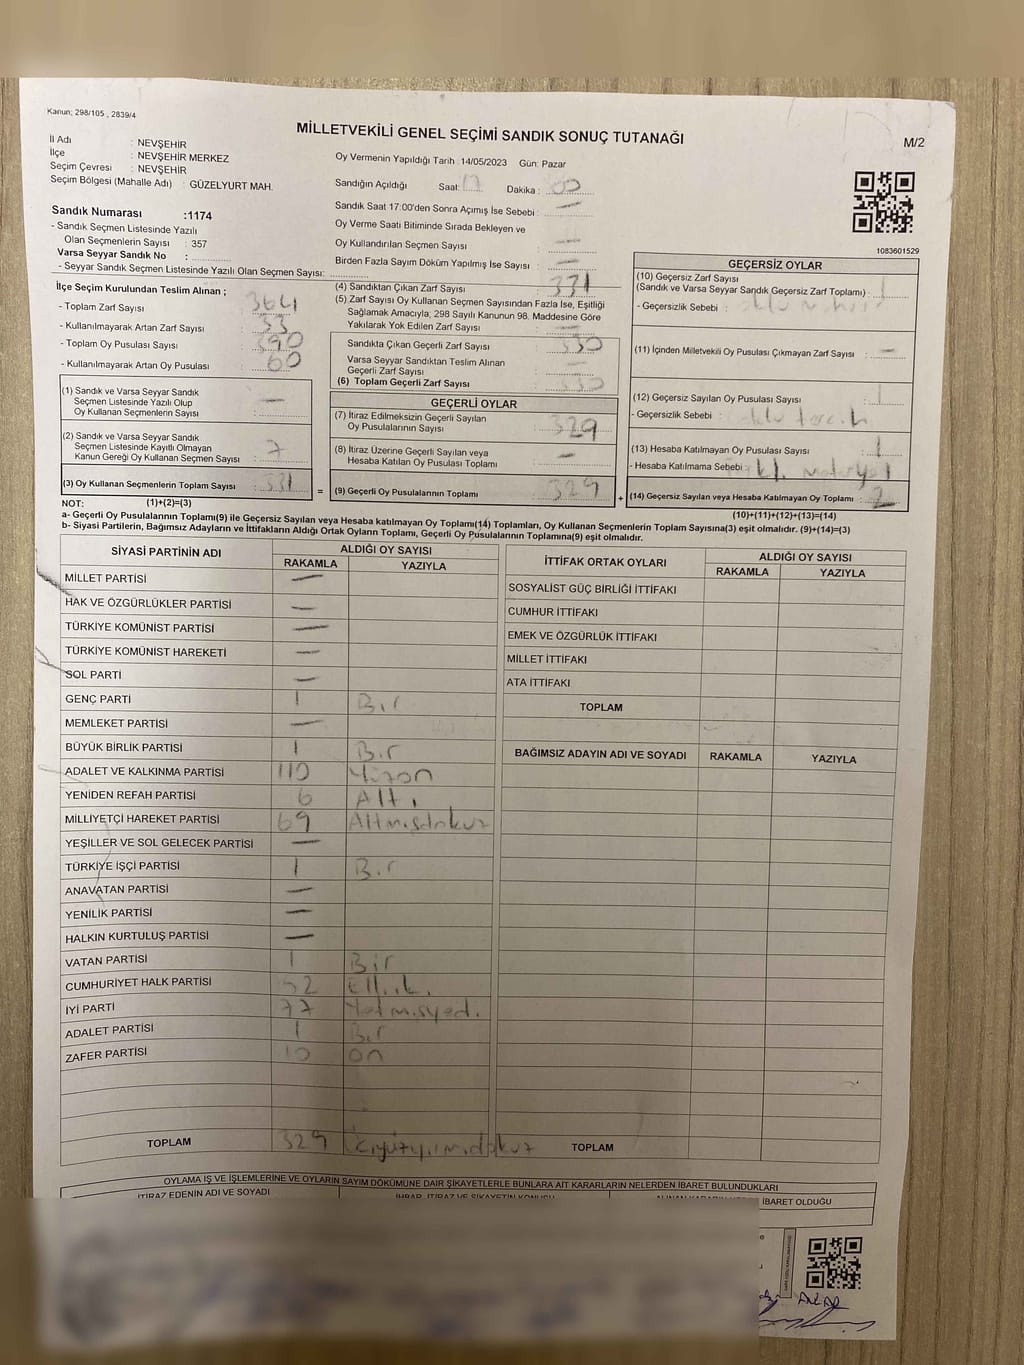 Kanun; 298/105 , 2839/4
MİLLETVEKİLİ GENEL SEÇİMİ SANDIK SONUÇ TUTANAĞI
M/2
İl Adı : NEVŞEHİR
İlçe : NEVŞEHİR MERKEZ
Seçim Çevresi : NEVŞEHİR
Seçim Bölgesi (Mahalle Adı) : GÜZELYURT MAH.
Oy Vermenin Yapıldığı Tarih :14/05/2023 Gün: Pazar
Sandığın Açıldığı Saat: 17 Dakika : 00
Sandık Saat 17:00'den Sonra Açımış İse Sebebi : —
Oy Verme Saati Bitiminde Sırada Bekleyen ve
Oy Kullandırılan Seçmen Sayısı —
Birden Fazla Sayım Döküm Yapılmış İse Sayısı —
1083601529
Sandık Numarası :1174
- Sandık Seçmen Listesinde Yazılı
Olan Seçmenlerin Sayısı : 357
Varsa Seyyar Sandık No :
- Seyyar Sandık Seçmen Listesinde Yazılı Olan Seçmen Sayısı:
İlçe Seçim Kurulundan Teslim Alınan ;
- Toplam Zarf Sayısı : 364
- Kullanılmayarak Artan Zarf Sayısı : 33
- Toplam Oy Pusulası Sayısı : 390
- Kullanılmayarak Artan Oy Pusulası : 60
(1) Sandık ve Varsa Seyyar Sandık
Seçmen Listesinde Yazılı Olup
Oy Kullanan Seçmenlerin Sayısı : —
(2) Sandık ve Varsa Seyyar Sandık
Seçmen Listesinde Kayıtlı Olmayan
Kanun Gereği Oy Kullanan Seçmen Sayısı : 7
(3) Oy Kullanan Seçmenlerin Toplam Sayısı : 331
(4) Sandıktan Çıkan Zarf Sayısı : 331
(5) Zarf Sayısı Oy Kullanan Seçmen Sayısından Fazla İse, Eşitliği
Sağlamak Amacıyla; 298 Sayılı Kanunun 98. Maddesine Göre
Yakılarak Yok Edilen Zarf Sayısı : —
Sandıkta Çıkan Geçerli Zarf Sayısı : 330
Varsa Seyyar Sandıktan Teslim Alınan
Geçerli Zarf Sayısı : —
(6) Toplam Geçerli Zarf Sayısı : 330
GEÇERLİ OYLAR
(7) İtiraz Edilmeksizin Geçerli Sayılan
Oy Pusulalarının Sayısı : 329
(8) İtiraz Üzerine Geçerli Sayılan veya
Hesaba Katılan Oy Pusulası Toplamı : —
= (9) Geçerli Oy Pusulalarının Toplamı : 329 +
GEÇERSİZ OYLAR
(10) Geçersiz Zarf Sayısı
(Sandık ve Varsa Seyyar Sandık Geçersiz Zarf Toplamı) : 1
- Geçersizlik Sebebi :
(11) İçinden Milletvekili Oy Pusulası Çıkmayan Zarf Sayısı : —
(12) Geçersiz Sayılan Oy Pusulası Sayısı : 1
- Geçersizlik Sebebi :
(13) Hesaba Katılmayan Oy Pusulası Sayısı : 1
- Hesaba Katılmama Sebebi :
(14) Geçersiz Sayılan veya Hesaba Katılmayan Oy Toplamı : 2
NOT: (1)+(2)=(3)
(10)+(11)+(12)+(13)=(14)
a- Geçerli Oy Pusulaları Toplamı(9) ile Geçersiz Sayılan veya Hesaba katılmayan Oy Toplamı(14) Toplamları, Oy Kullanan Seçmenlerin Toplam Sayısına(3) eşit olmalıdır. (9)+(14)=(3)
b- Siyasi Partilerin, Bağımsız Adayların ve İttifakların Aldığı Ortak Oyların Toplamı, Geçerli Oy Pusulalarının Toplamına(9) eşit olmalıdır.
SİYASİ PARTİNİN ADI ALDIĞI OY SAYISI
RAKAMLA YAZIYLA
MİLLET PARTİSİ —
HAK VE ÖZGÜRLÜKLER PARTİSİ —
TÜRKİYE KOMÜNİST PARTİSİ —
TÜRKİYE KOMÜNİST HAREKETİ —
SOL PARTİ —
GENÇ PARTİ 1 Bir
MEMLEKET PARTİSİ —
BÜYÜK BİRLİK PARTİSİ 1 Bir
ADALET VE KALKINMA PARTİSİ 110 Yüzon
YENİDEN REFAH PARTİSİ 6 Altı
MİLLİYETÇİ HAREKET PARTİSİ 69 Altmışdokuz
YEŞİLLER VE SOL GELECEK PARTİSİ —
TÜRKİYE İŞÇİ PARTİSİ 1 Bir
ANAVATAN PARTİSİ —
YENİLİK PARTİSİ —
HALKIN KURTULUŞ PARTİSİ —
VATAN PARTİSİ 1 Bir
CUMHURİYET HALK PARTİSİ 52 Elliiki
İYİ PARTİ 77 Yetmişyedi
ADALET PARTİSİ 1 Bir
ZAFER PARTİSİ 10 on
TOPLAM 329 Üçyüzyirmidokuz
İTTİFAK ORTAK OYLARI ALDIĞI OY SAYISI
RAKAMLA YAZIYLA
SOSYALİST GÜÇ BİRLİĞİ İTTİFAKI
CUMHUR İTTİFAKI
EMEK VE ÖZGÜRLÜK İTTİFAKI
MİLLET İTTİFAKI
ATA İTTİFAKI
TOPLAM
BAĞIMSIZ ADAYIN ADI VE SOYADI RAKAMLA YAZIYLA
TOPLAM
OYLAMA İŞ VE İŞLEMLERİNE VE OYLARIN SAYIM DÖKÜMÜNE DAİR ŞİKAYETLERLE BUNLARA AİT KARARLARIN NELERDEN İBARET BULUNDUKLARI
İTİRAZ EDENİN ADI VE SOYADI İHBAR, İTİRAZ VE ŞİKAYETİN KONUSU İBARET OLDUĞU